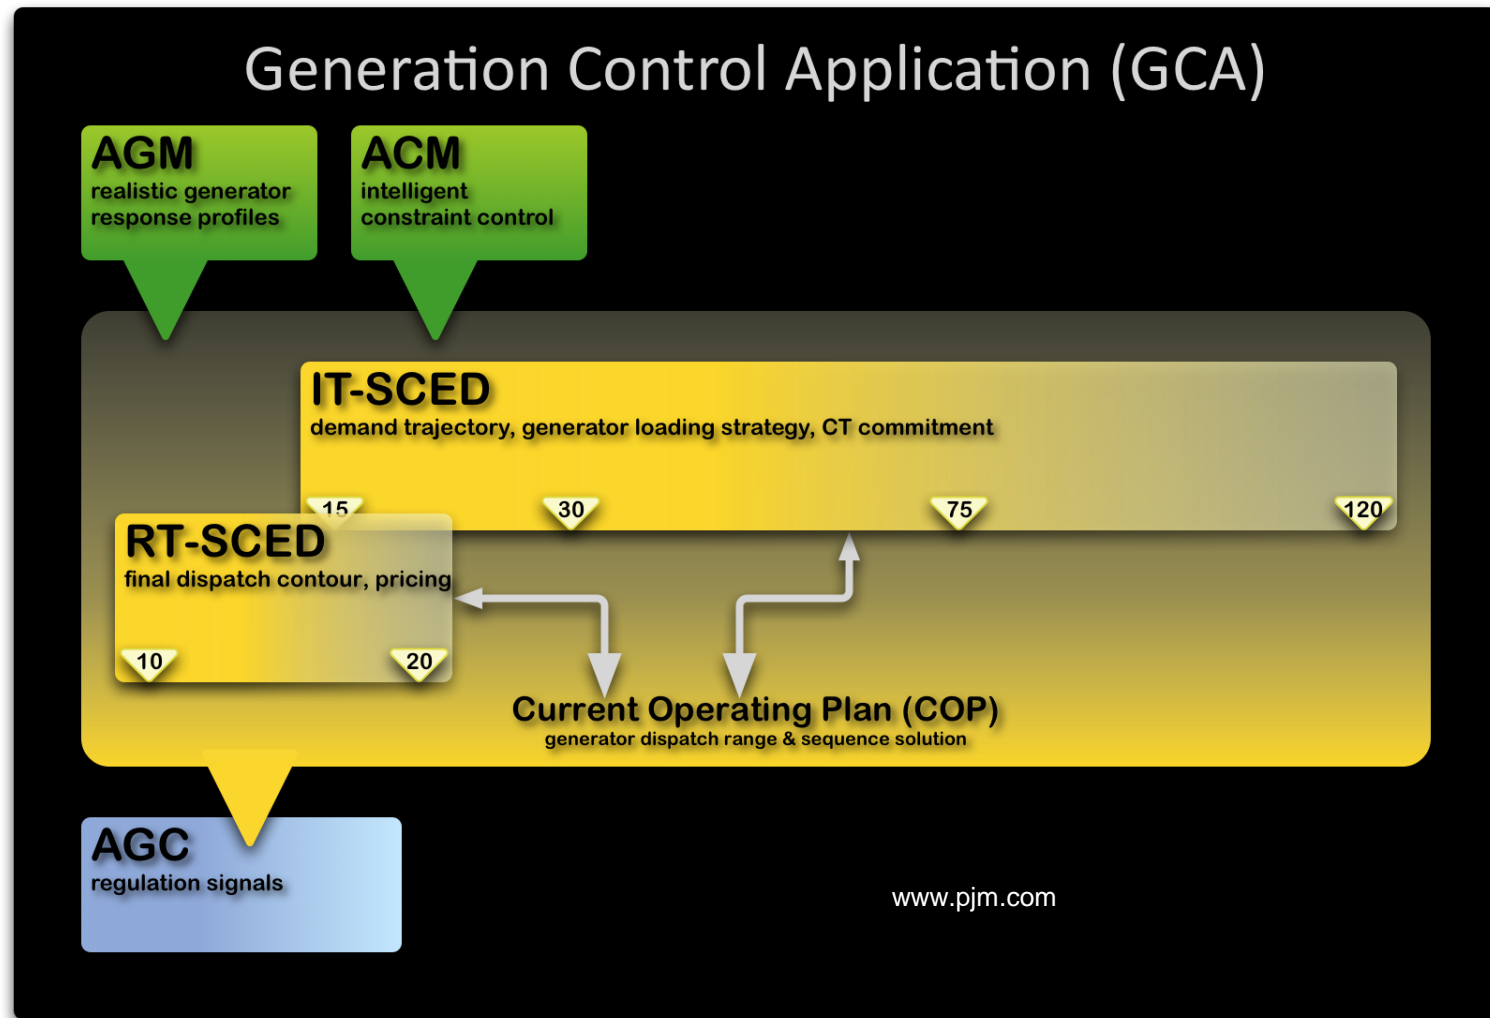 Generation Control Application (GCA)
AGM
realistic generator
response profiles
ACM
intelligent
constraint control
IT-SCED
demand trajectory, generator loading strategy, CT commitment
15
30
75
120
RT-SCED
final dispatch contour, pricing
10
20
Current Operating Plan (COP)
generator dispatch range & sequence solution
AGC
regulation signals
www.pjm.com